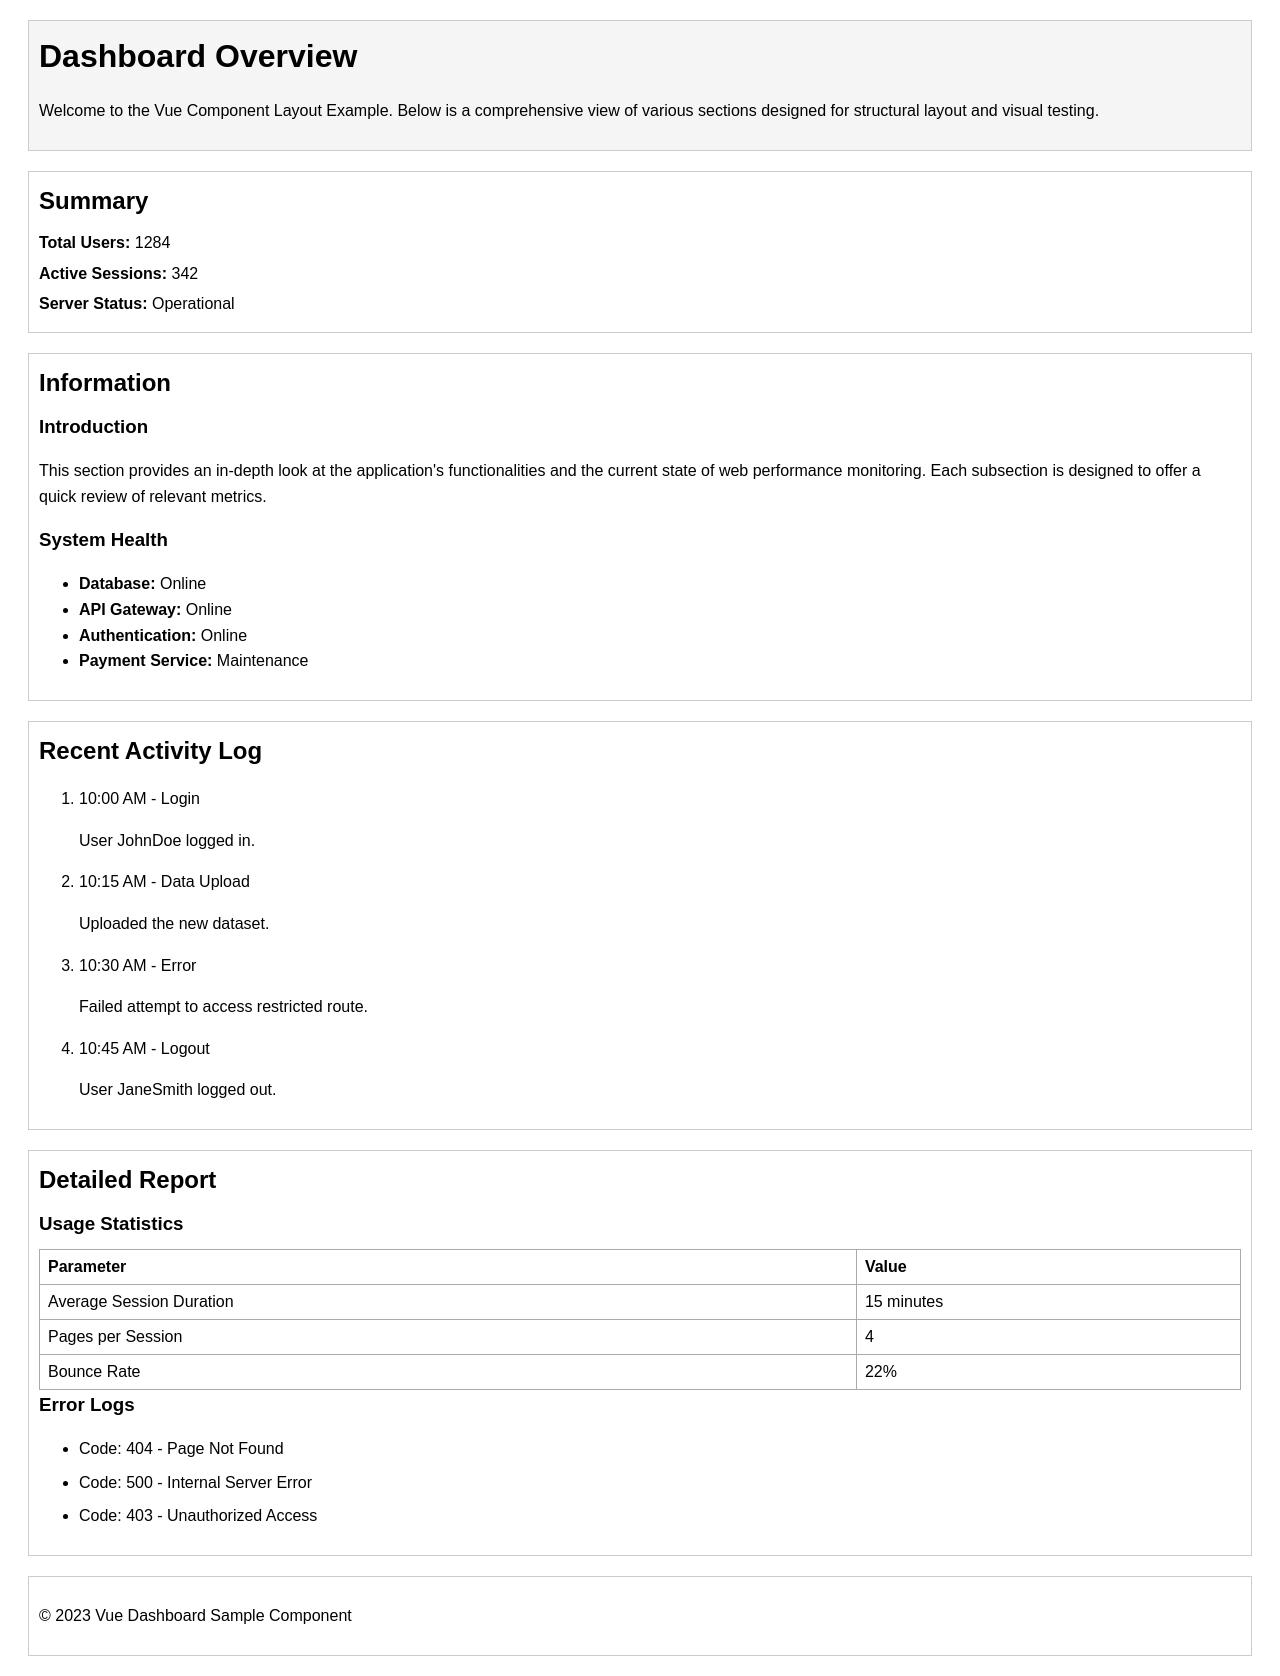 Dashboard Overview
Welcome to the Vue Component Layout Example. Below is a comprehensive view of various sections designed for structural layout and visual testing.
Summary
Total Users: 1284
Active Sessions: 342
Server Status: Operational
Information
Introduction
This section provides an in-depth look at the application's functionalities and the current state of web performance monitoring. Each subsection is designed to offer a
quick review of relevant metrics.
System Health
• Database: Online
• API Gateway: Online
• Authentication: Online
• Payment Service: Maintenance
Recent Activity Log
1. 10:00 AM - Login
User JohnDoe logged in.
2. 10:15 AM - Data Upload
Uploaded the new dataset.
3. 10:30 AM - Error
Failed attempt to access restricted route.
4. 10:45 AM - Logout
User JaneSmith logged out.
Detailed Report
Usage Statistics
Parameter Value
Average Session Duration 15 minutes
Pages per Session 4
Bounce Rate 22%
Error Logs
• Code: 404 - Page Not Found
• Code: 500 - Internal Server Error
• Code: 403 - Unauthorized Access
© 2023 Vue Dashboard Sample Component